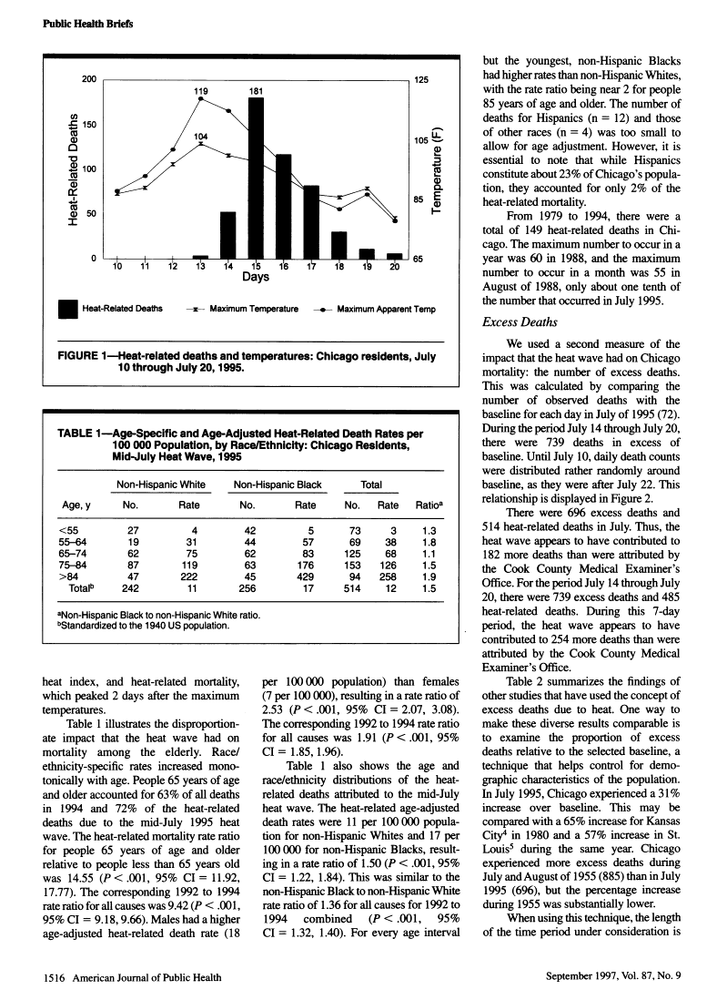 Public Health Briefs
200
150
100
50
0
Heat-Related Deaths
125
105
85
65
Temperature (F)
119
104
181
10 11 12 13 14 15 16 17 18 19 20
Days
Heat-Related Deaths Maximum Temperature Maximum Apparent Temp
FIGURE 1—Heat-related deaths and temperatures: Chicago residents, July
10 through July 20, 1995.
TABLE 1—Age-Specific and Age-Adjusted Heat-Related Death Rates per
100 000 Population, by Race/Ethnicity: Chicago Residents,
Mid-July Heat Wave, 1995
Non-Hispanic White Non-Hispanic Black Total
Age, y No. Rate No. Rate No. Rate Ratioᵃ
<55 27 4 42 5 73 3 1.3
55–64 19 31 44 57 69 38 1.8
65–74 62 75 62 83 125 68 1.1
75–84 87 119 63 176 153 126 1.5
>84 47 222 45 429 94 258 1.9
Totalᵇ 242 11 256 17 514 12 1.5
ᵃNon-Hispanic Black to non-Hispanic White ratio.
ᵇStandardized to the 1940 US population.
heat index, and heat-related mortality,
which peaked 2 days after the maximum
temperatures.
Table 1 illustrates the disproportion-
ate impact that the heat wave had on
mortality among the elderly. Race/
ethnicity-specific rates increased mono-
tonically with age. People 65 years of age
and older accounted for 63% of all deaths
in 1994 and 72% of the heat-related
deaths due to the mid-July 1995 heat
wave. The heat-related mortality rate ratio
for people 65 years of age and older
relative to people less than 65 years old
was 14.55 (P < .001, 95% CI = 11.92,
17.77). The corresponding 1992 to 1994
rate ratio for all causes was 9.42 (P < .001,
95% CI = 9.18, 9.66). Males had a higher
age-adjusted heat-related death rate (18
per 100 000 population) than females
(7 per 100 000), resulting in a rate ratio of
2.53 (P < .001, 95% CI = 2.07, 3.08).
The corresponding 1992 to 1994 rate ratio
for all causes was 1.91 (P < .001, 95%
CI = 1.85, 1.96).
Table 1 also shows the age and
race/ethnicity distributions of the heat-
related deaths attributed to the mid-July
heat wave. The heat-related age-adjusted
death rates were 11 per 100 000 popula-
tion for non-Hispanic Whites and 17 per
100 000 for non-Hispanic Blacks, result-
ing in a rate ratio of 1.50 (P < .001, 95%
CI = 1.22, 1.84). This was similar to the
non-Hispanic Black to non-Hispanic White
rate ratio of 1.36 for all causes for 1992 to
1994 combined (P < .001, 95%
CI = 1.32, 1.40). For every age interval
but the youngest, non-Hispanic Blacks
had higher rates than non-Hispanic Whites,
with the rate ratio being near 2 for people
85 years of age and older. The number of
deaths for Hispanics (n = 12) and those
of other races (n = 4) was too small to
allow for age adjustment. However, it is
essential to note that while Hispanics
constitute about 23% of Chicago's popula-
tion, they accounted for only 2% of the
heat-related mortality.
From 1979 to 1994, there were a
total of 149 heat-related deaths in Chi-
cago. The maximum number to occur in a
year was 60 in 1988, and the maximum
number to occur in a month was 55 in
August of 1988, only about one tenth of
the number that occurred in July 1995.
Excess Deaths
We used a second measure of the
impact that the heat wave had on Chicago
mortality: the number of excess deaths.
This was calculated by comparing the
number of observed deaths with the
baseline for each day in July of 1995 (72).
During the period July 14 through July 20,
there were 739 deaths in excess of
baseline. Until July 10, daily death counts
were distributed rather randomly around
baseline, as they were after July 22. This
relationship is displayed in Figure 2.
There were 696 excess deaths and
514 heat-related deaths in July. Thus, the
heat wave appears to have contributed to
182 more deaths than were attributed by
the Cook County Medical Examiner's
Office. For the period July 14 through July
20, there were 739 excess deaths and 485
heat-related deaths. During this 7-day
period, the heat wave appears to have
contributed to 254 more deaths than were
attributed by the Cook County Medical
Examiner's Office.
Table 2 summarizes the findings of
other studies that have used the concept of
excess deaths due to heat. One way to
make these diverse results comparable is
to examine the proportion of excess
deaths relative to the selected baseline, a
technique that helps control for demo-
graphic characteristics of the population.
In July 1995, Chicago experienced a 31%
increase over baseline. This may be
compared with a 65% increase for Kansas
City⁴ in 1980 and a 57% increase in St.
Louis⁵ during the same year. Chicago
experienced more excess deaths during
July and August of 1955 (885) than in July
1995 (696), but the percentage increase
during 1955 was substantially lower.
When using this technique, the length
of the time period under consideration is
1516 American Journal of Public Health
September 1997, Vol. 87, No. 9